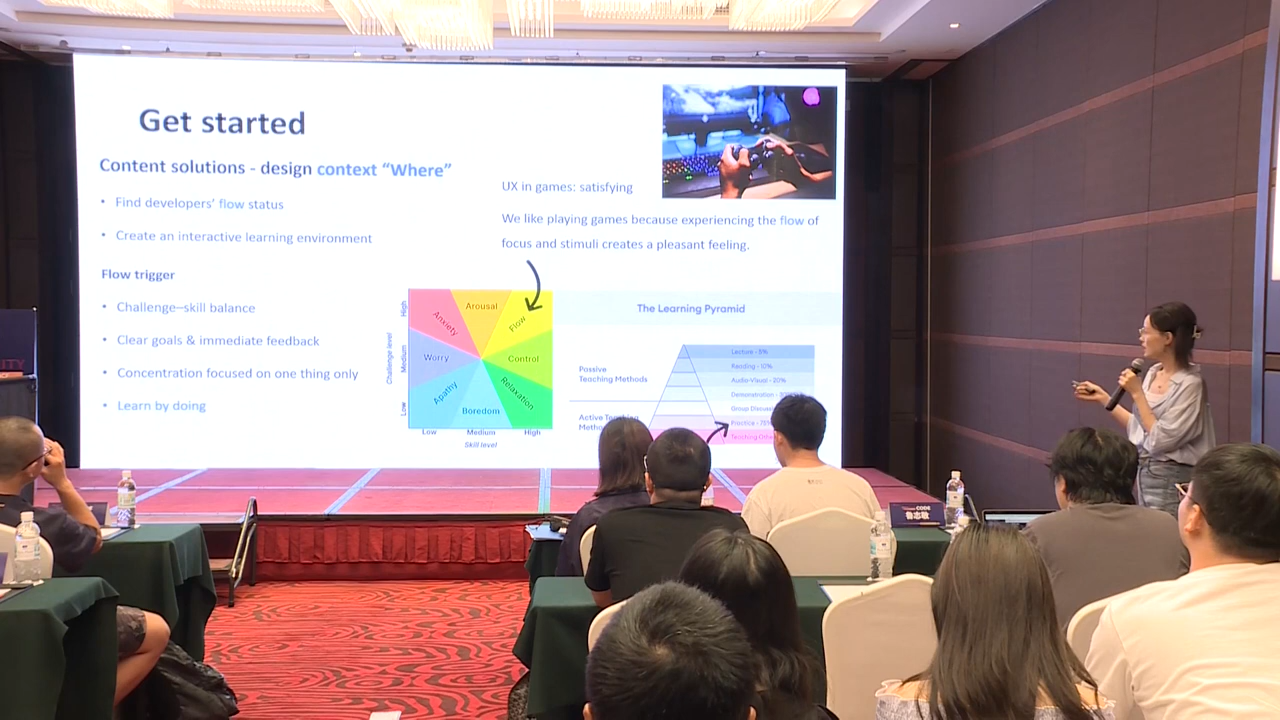 Get started
Content solutions - design context “Where”
• Find developers’ flow status
• Create an interactive learning environment
Flow trigger
• Challenge–skill balance
• Clear goals & immediate feedback
• Concentration focused on one thing only
• Learn by doing
UX in games: satisfying
We like playing games because experiencing the flow of
focus and stimuli creates a pleasant feeling.
Challenge level
High
Medium
Low
Arousal
Anxiety
Flow
Worry
Control
Apathy
Relaxation
Boredom
Low
Medium
High
Skill level
The Learning Pyramid
Passive
Teaching Methods
Active Teaching
Lecture - 5%
Reading - 10%
Audio-Visual - 20%
Demonstration
Group
Practice - 75%
Teaching
CODE